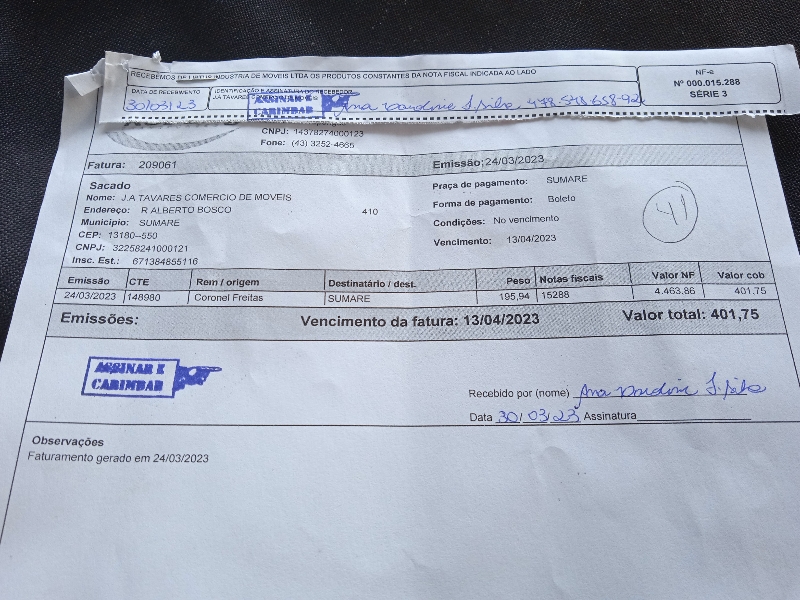 RECEBEMOS DE INDUSTRIA DE MOVEIS LTDA OS PRODUTOS CONSTANTES DA NOTA FISCAL INDICADA AO LADO
NF-e
Nº 000.015.288
SÉRIE 3
DATA DE RECEBIMENTO
30/03/23
IDENTIFICAÇÃO E ASSINATURA DO RECEBEDOR
J.A TAVARES
ASSINAR E
CARIMBAR
Ana S. Silva 478.548.658-92
CNPJ: 14378274000123
Fone: (43) 3252-4665
Fatura: 209061
Emissão: 24/03/2023
Sacado
Nome: J.A TAVARES COMERCIO DE MOVEIS
Endereço: R ALBERTO BOSCO 410
Municipio: SUMARE
CEP: 13180-550
CNPJ: 32258241000121
Insc. Est.: 671384855116
Praça de pagamento: SUMARE
Forma de pagamento: Boleto
Condições: No vencimento
Vencimento: 13/04/2023
41
Emissão CTE Rem / origem Destinatário / dest. Peso Notas fiscais Valor NF Valor cob
24/03/2023 148980 Coronel Freitas SUMARE 195,94 15288 4.463,86 401,75
Emissões: Vencimento da fatura: 13/04/2023 Valor total: 401,75
ASSINAR E
CARIMBAR
Recebido por (nome) Ana S. Silva
Data 30/03/23 Assinatura
Observações
Faturamento gerado em 24/03/2023